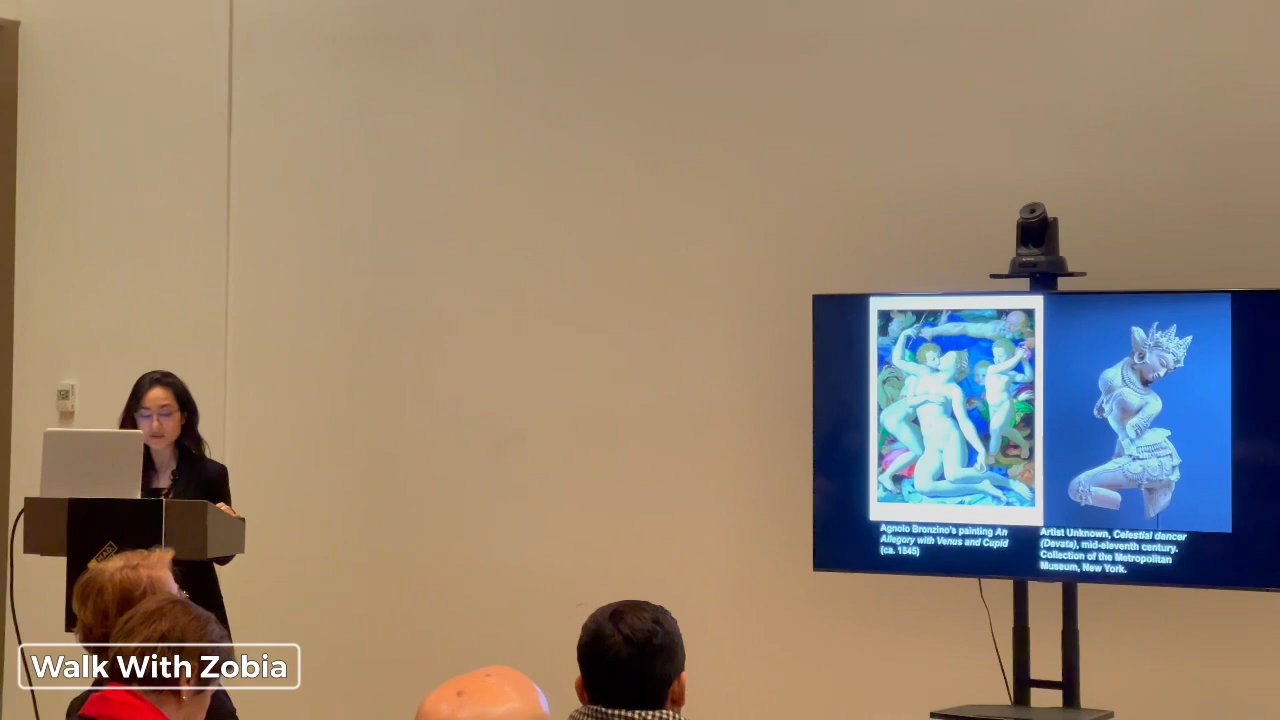 Agnolo Bronzino's painting An
Allegory with Venus and Cupid
(ca. 1545)
Artist Unknown, Celestial dancer
(Devata), mid-eleventh century.
Collection of the Metropolitan
Museum, New York.
MAD
Walk With Zobia